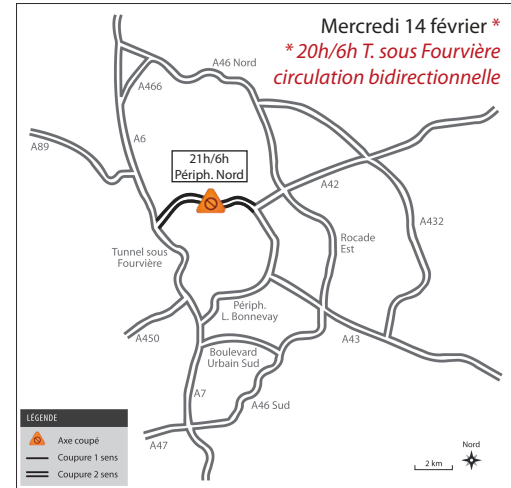 Mercredi 14 février *
* 20h/6h T. sous Fourvière
circulation bidirectionnelle
A46 Nord
A466
A6
A89
21h/6h
Périph. Nord
A42
A432
Rocade
Est
Tunnel sous
Fourvière
Périph.
L. Bonnevay
A450
Boulevard
Urbain Sud
A43
A7
A46 Sud
A47
LÉGENDE
Axe coupé
Coupure 1 sens
Coupure 2 sens
Nord
2 km